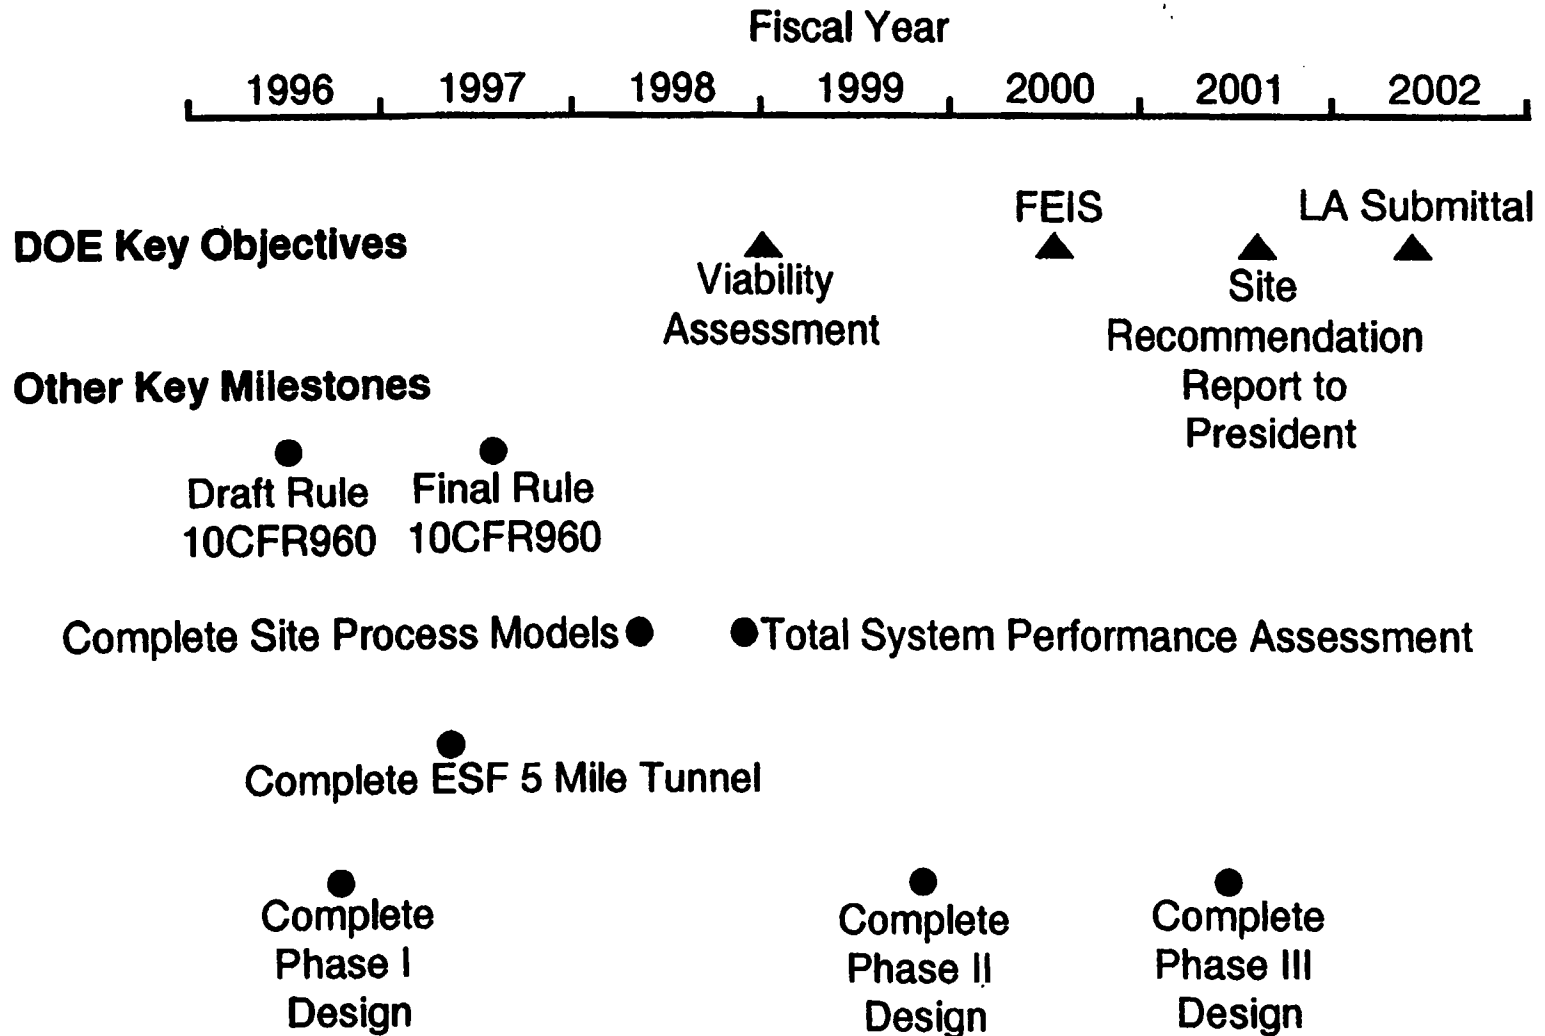 Fiscal Year
1996 1997 1998 1999 2000 2001 2002
FEIS LA Submittal
DOE Key Objectives
Viability
Assessment
Site
Recommendation
Report to
President
Other Key Milestones
Draft Rule
10CFR960
Final Rule
10CFR960
Complete Site Process Models
Total System Performance Assessment
Complete ESF 5 Mile Tunnel
Complete
Phase I
Design
Complete
Phase II
Design
Complete
Phase III
Design